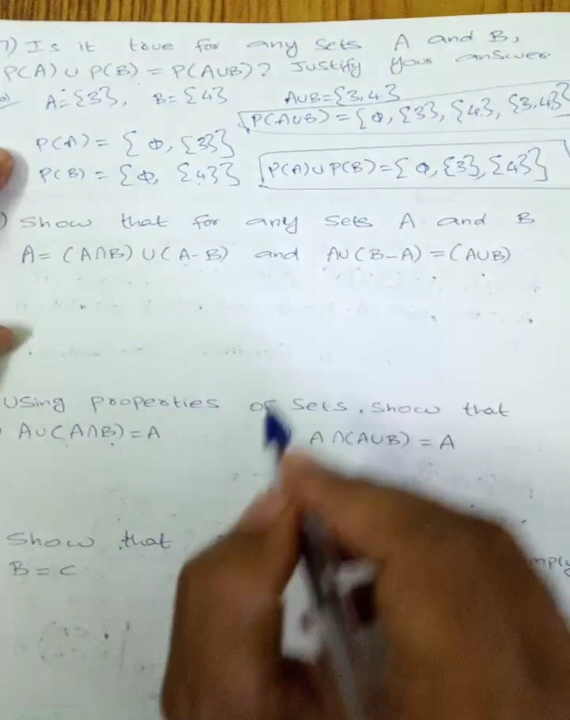 7) Is it true for any sets A and B,
P(A) ∪ P(B) = P(A∪B)? Justify your answer
A = {3}, B = {4} A∪B = {3,4}
P(A∪B) = {Φ, {3}, {4}, {3,4}}
P(A) = {Φ, {3}}
P(B) = {Φ, {4}} P(A)∪P(B) = {Φ, {3}, {4}}
) Show that for any sets A and B
A = (A∩B) ∪ (A-B) and A∪(B-A) = (A∪B)
Using properties of sets, show that
A∪(A∩B) = A A∩(A∪B) = A
Show that
B = C